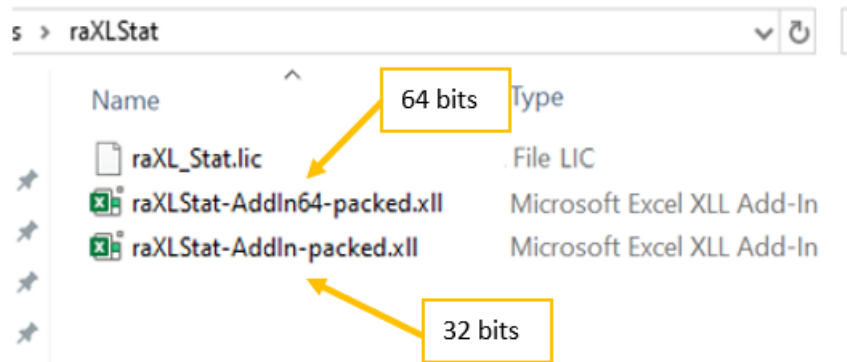 s > raXLStat
64 bits
Name Type
raXL_Stat.lic File LIC
raXLStat-AddIn64-packed.xll Microsoft Excel XLL Add-In
raXLStat-AddIn-packed.xll Microsoft Excel XLL Add-In
32 bits